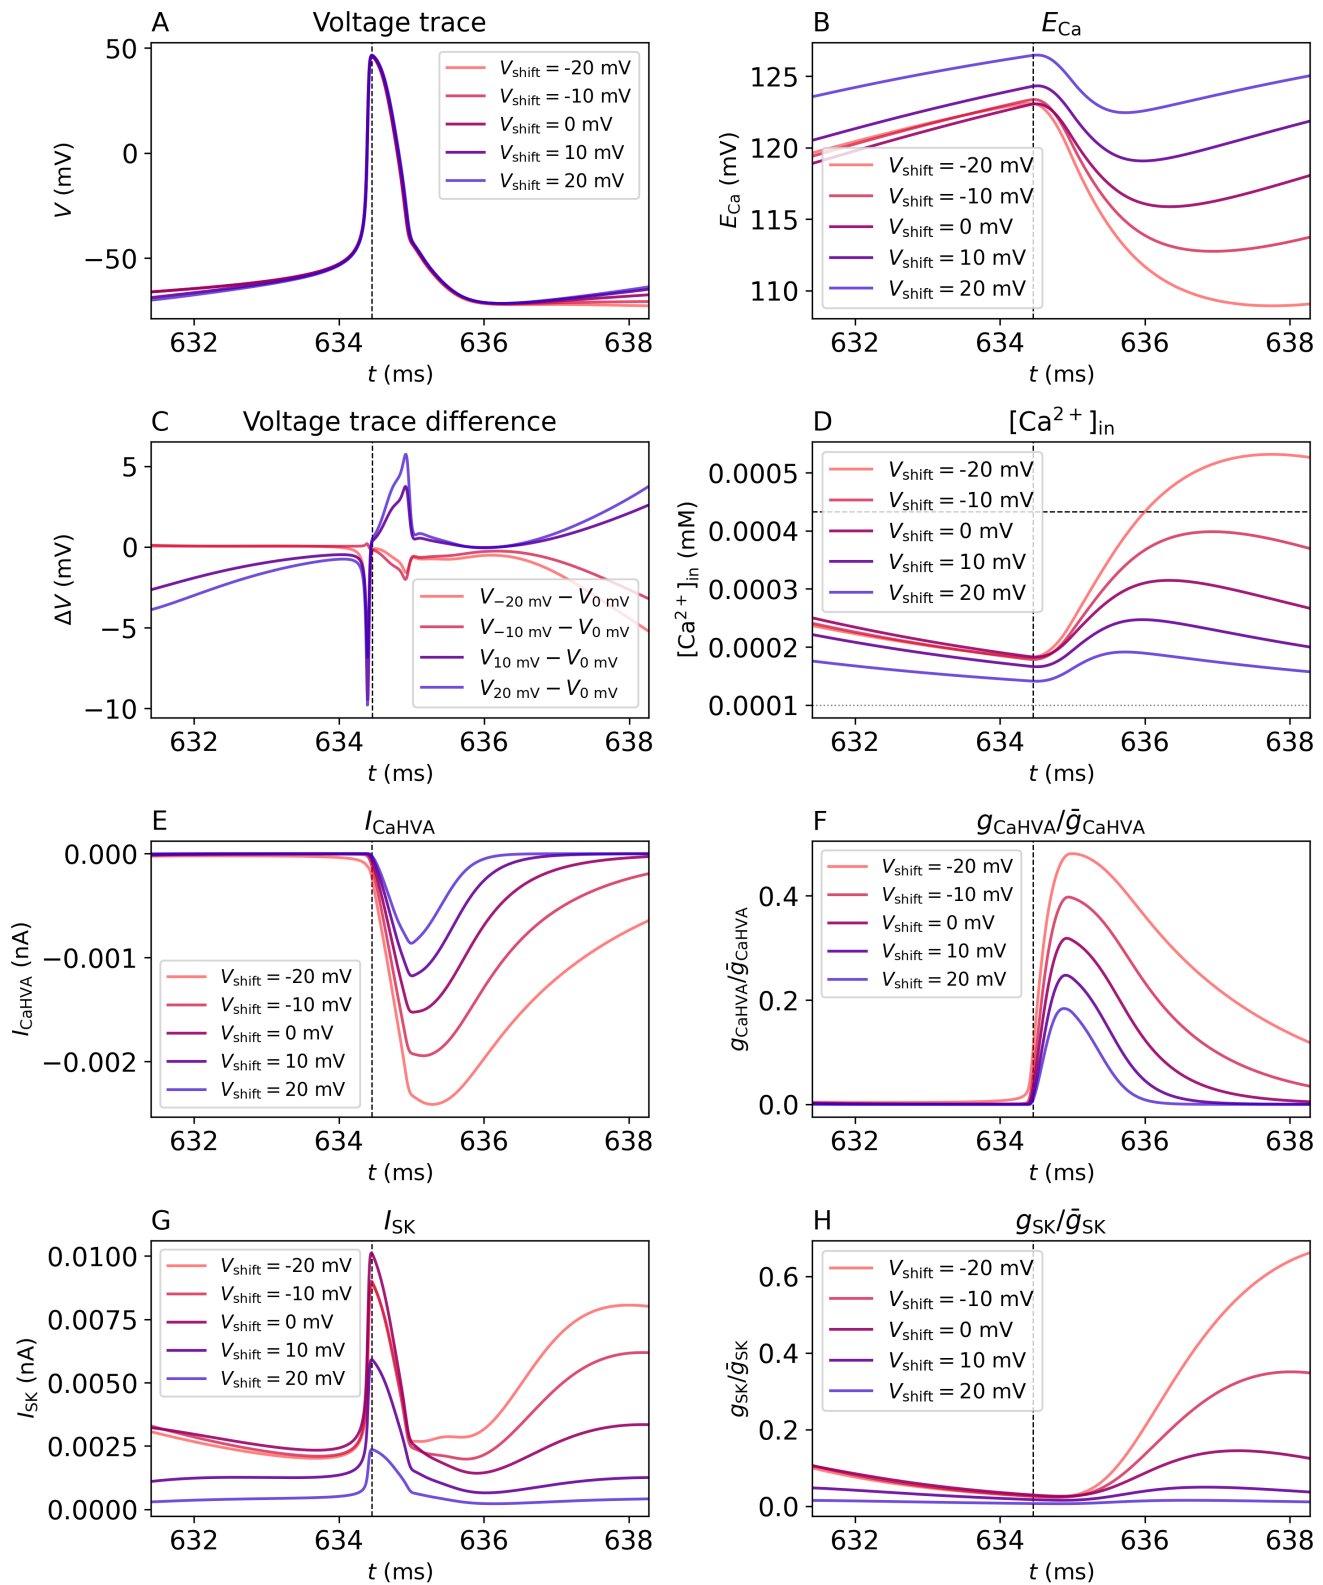 A Voltage trace
50
0
−50
V (mV)
V_shift = -20 mV
V_shift = -10 mV
V_shift = 0 mV
V_shift = 10 mV
V_shift = 20 mV
632 634 636 638
t (ms)
B E_Ca
125
120
115
110
E_Ca (mV)
V_shift = -20 mV
V_shift = -10 mV
V_shift = 0 mV
V_shift = 10 mV
V_shift = 20 mV
632 634 636 638
t (ms)
C Voltage trace difference
5
0
−5
−10
ΔV (mV)
V_−20 mV − V_0 mV
V_−10 mV − V_0 mV
V_10 mV − V_0 mV
V_20 mV − V_0 mV
632 634 636 638
t (ms)
D [Ca²⁺]_in
0.0005
0.0004
0.0003
0.0002
0.0001
[Ca²⁺]_in (mM)
V_shift = -20 mV
V_shift = -10 mV
V_shift = 0 mV
V_shift = 10 mV
V_shift = 20 mV
632 634 636 638
t (ms)
E I_CaHVA
0.000
−0.001
−0.002
I_CaHVA (nA)
V_shift = -20 mV
V_shift = -10 mV
V_shift = 0 mV
V_shift = 10 mV
V_shift = 20 mV
632 634 636 638
t (ms)
F g_CaHVA/ḡ_CaHVA
0.4
0.2
0.0
g_CaHVA/ḡ_CaHVA
V_shift = -20 mV
V_shift = -10 mV
V_shift = 0 mV
V_shift = 10 mV
V_shift = 20 mV
632 634 636 638
t (ms)
G I_SK
0.0100
0.0075
0.0050
0.0025
0.0000
I_SK (nA)
V_shift = -20 mV
V_shift = -10 mV
V_shift = 0 mV
V_shift = 10 mV
V_shift = 20 mV
632 634 636 638
t (ms)
H g_SK/ḡ_SK
0.6
0.4
0.2
0.0
g_SK/ḡ_SK
V_shift = -20 mV
V_shift = -10 mV
V_shift = 0 mV
V_shift = 10 mV
V_shift = 20 mV
632 634 636 638
t (ms)